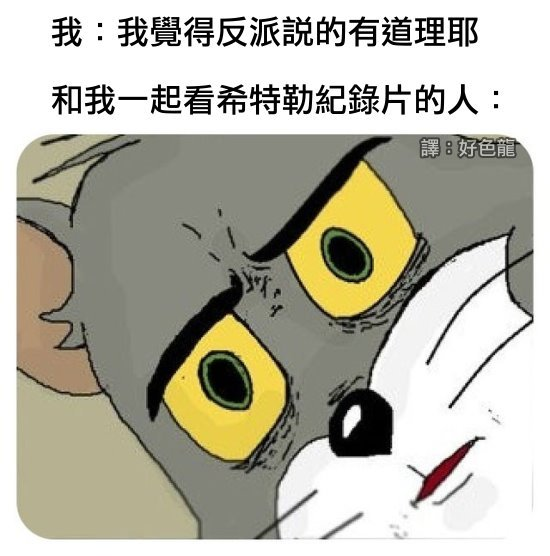 我：我覺得反派説的有道理耶
和我一起看希特勒紀錄片的人：
譯：好色龍